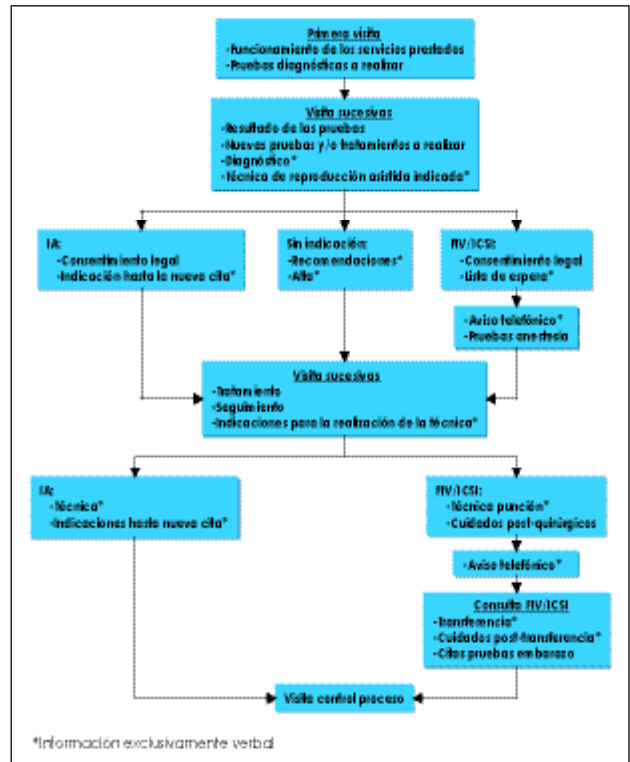 Primera visita
-Funcionamiento de los servicios prestados
-Pruebas diagnósticas a realizar
Visita sucesivas
-Resultado de las pruebas
-Nuevas pruebas y/o tratamientos a realizar
-Diagnóstico*
-Técnica de reproducción asistida indicada*
IA:
-Consentimiento legal
-Indicación hasta la nueva cita*
Sin indicación:
-Recomendaciones*
-Alta*
FIV/ICSI:
-Consentimiento legal
-Lista de espera*
-Aviso telefónico*
-Pruebas anestesia
Visita sucesivas
-Tratamiento
-Seguimiento
-Indicaciones para la realización de la técnica*
IA:
-Técnica*
-Indicaciones hasta nueva cita*
FIV/ICSI:
-Técnica punción*
-Cuidados post-quirúrgicos
-Aviso telefónico*
Consulta FIV/ICSI
-Transferencia*
-Cuidados post-transferencia*
-Citas pruebas embarazo
Visita control proceso
*Información exclusivamente verbal